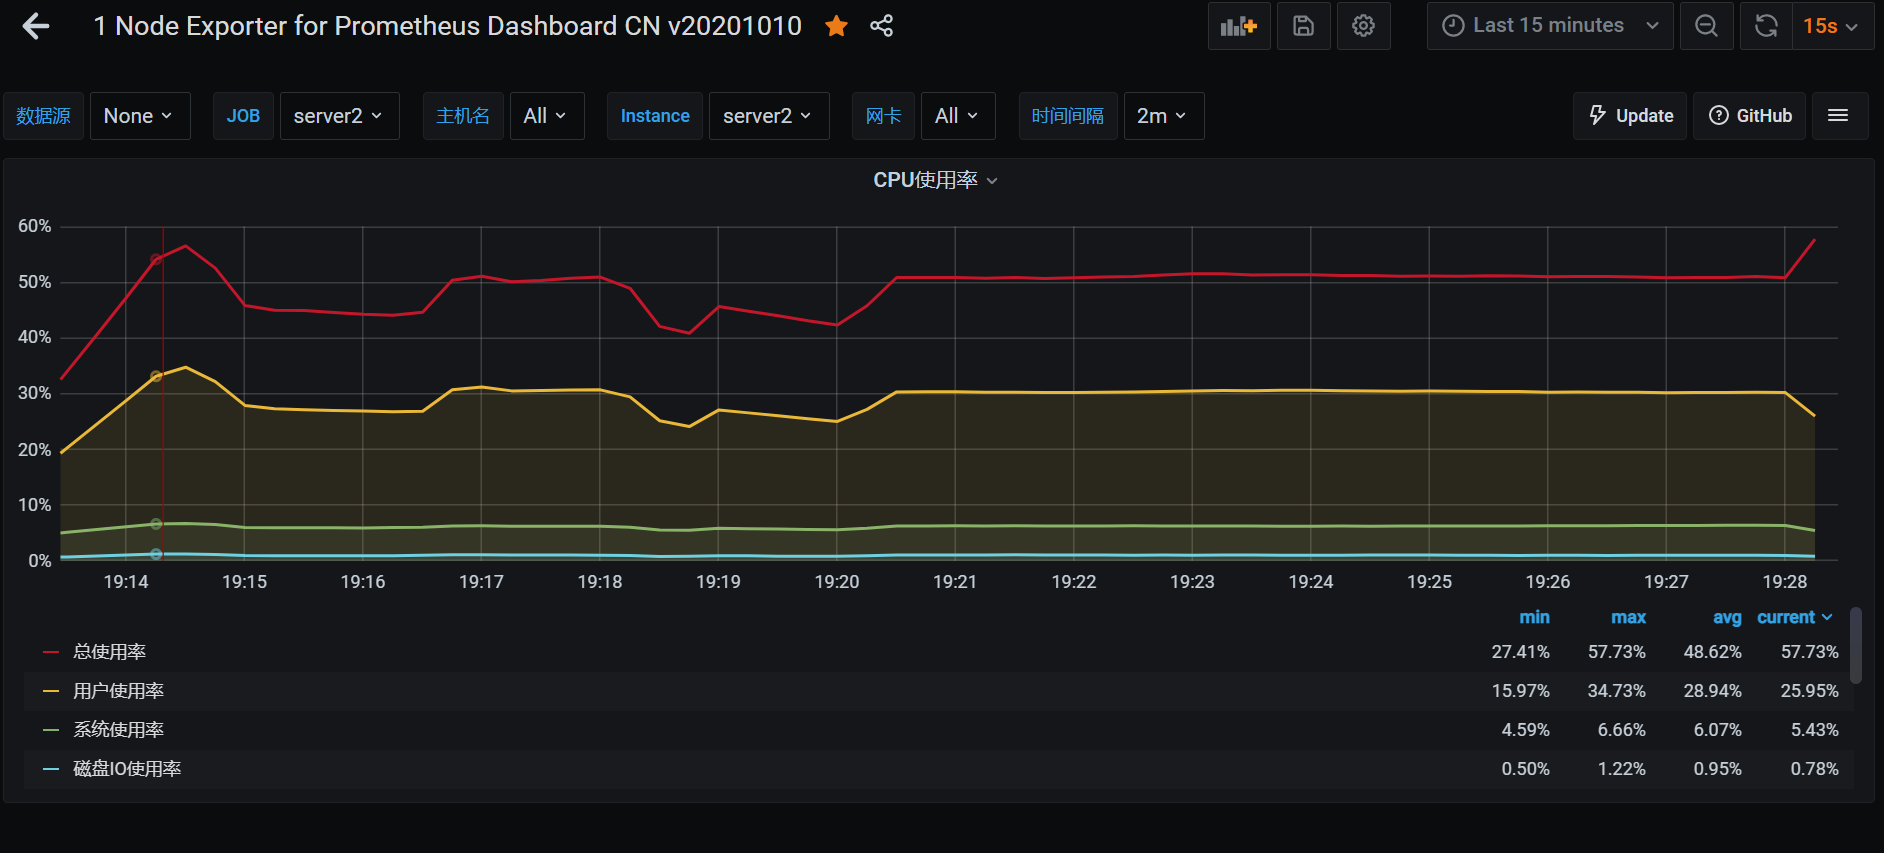 1 Node Exporter for Prometheus Dashboard CN v20201010
Last 15 minutes
15s
数据源 None JOB server2 主机名 All Instance server2 网卡 All 时间间隔 2m Update GitHub
CPU使用率
60%
50%
40%
30%
20%
10%
0%
19:14 19:15 19:16 19:17 19:18 19:19 19:20 19:21 19:22 19:23 19:24 19:25 19:26 19:27 19:28
min max avg current
总使用率 27.41% 57.73% 48.62% 57.73%
用户使用率 15.97% 34.73% 28.94% 25.95%
系统使用率 4.59% 6.66% 6.07% 5.43%
磁盘IO使用率 0.50% 1.22% 0.95% 0.78%